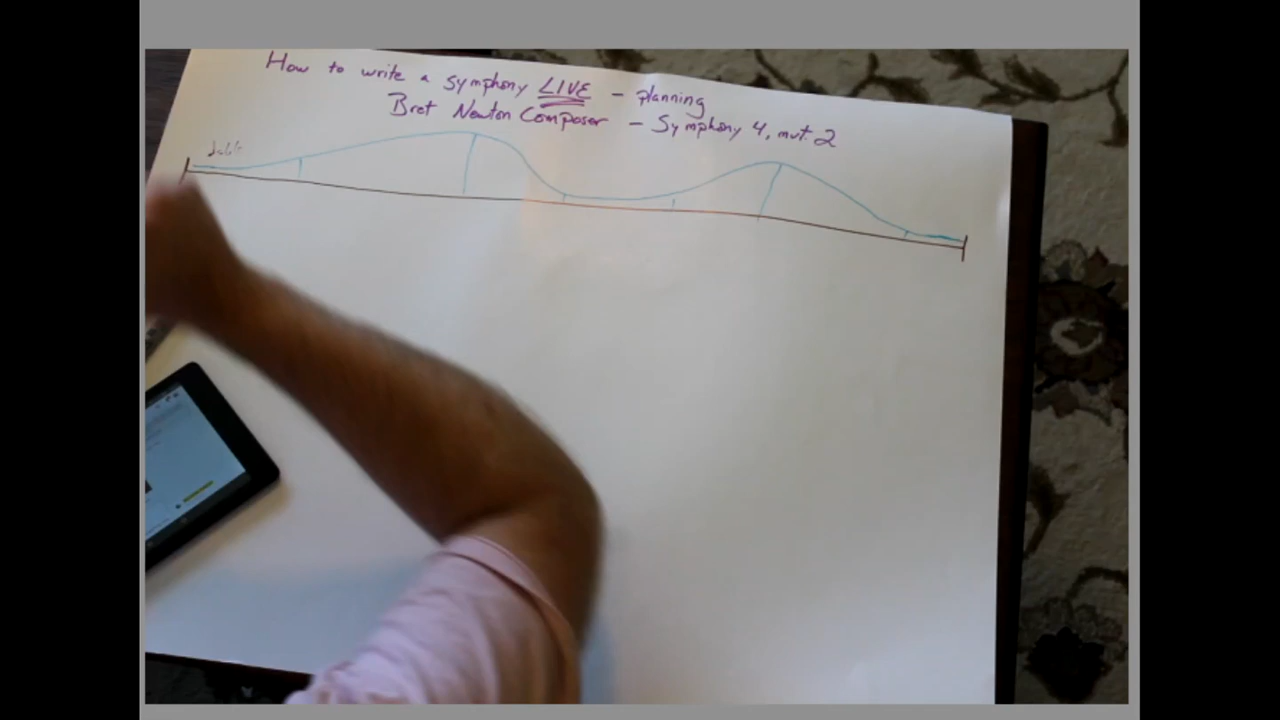 How to write a symphony LIVE - planning
Bret Newton Composer - Symphony 4, mvt. 2